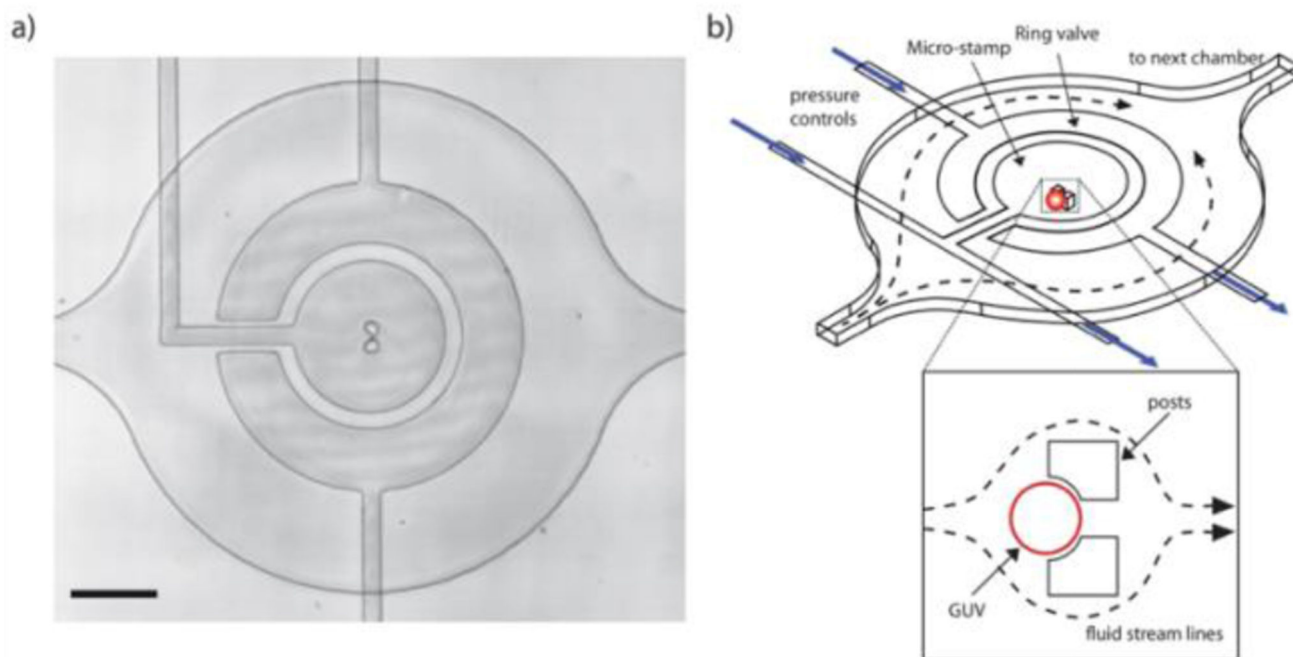 a)
b)
Ring valve
Micro-stamp
to next chamber
pressure
controls
posts
GUV
fluid stream lines